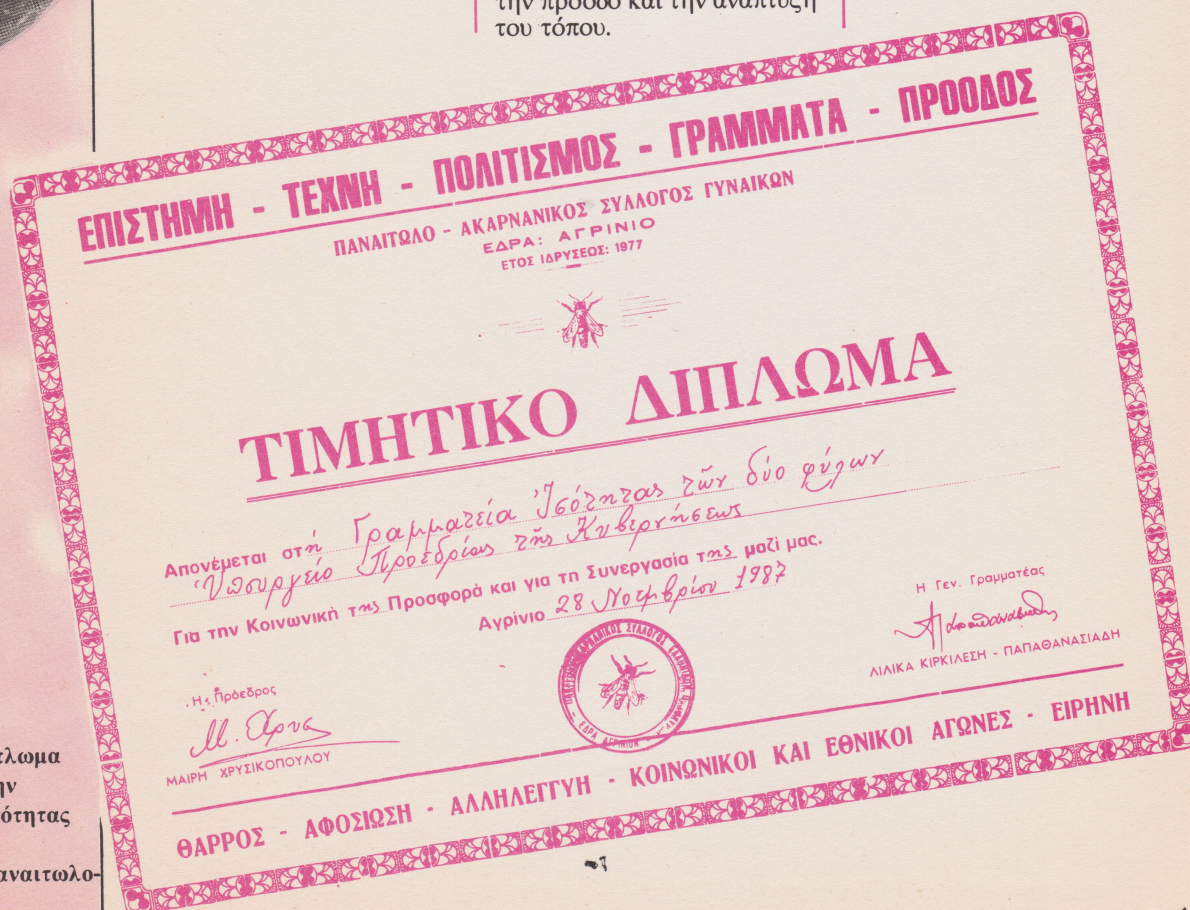 την πρόοδο και την ανάπτυξη
του τόπου.
ΕΠΙΣΤΗΜΗ - ΤΕΧΝΗ - ΠΟΛΙΤΙΣΜΟΣ - ΓΡΑΜΜΑΤΑ - ΠΡΟΟΔΟΣ
ΠΑΝΑΙΤΩΛΟ - ΑΚΑΡΝΑΝΙΚΟΣ ΣΥΛΛΟΓΟΣ ΓΥΝΑΙΚΩΝ
ΕΔΡΑ: ΑΓΡΙΝΙΟ
ΕΤΟΣ ΙΔΡΥΣΕΩΣ: 1977
ΤΙΜΗΤΙΚΟ ΔΙΠΛΩΜΑ
Απονέμεται στή Γραμματεία Ἰσότητας τῶν δύο φύλων
Ὑπουργείο Προεδρίας τῆς Κυβερνήσεως
Για την Κοινωνική της Προσφορά και για τη Συνεργασία της μαζί μας.
Αγρίνιο 28 Νοεμβρίου 1987
Η Πρόεδρος
ΜΑΙΡΗ ΧΡΥΣΙΚΟΠΟΥΛΟΥ
Η Γεν. Γραμματέας
ΛΙΛΙΚΑ ΚΙΡΚΙΛΕΣΗ - ΠΑΠΑΘΑΝΑΣΙΑΔΗ
ΕΔΡΑ ΑΓΡΙΝΙΟΝ
ΘΑΡΡΟΣ - ΑΦΟΣΙΩΣΗ - ΑΛΛΗΛΕΓΓΥΗ - ΚΟΙΝΩΝΙΚΟΙ ΚΑΙ ΕΘΝΙΚΟΙ ΑΓΩΝΕΣ - ΕΙΡΗΝΗ
τλωμα
ην
ότητας
αναιτωλο-